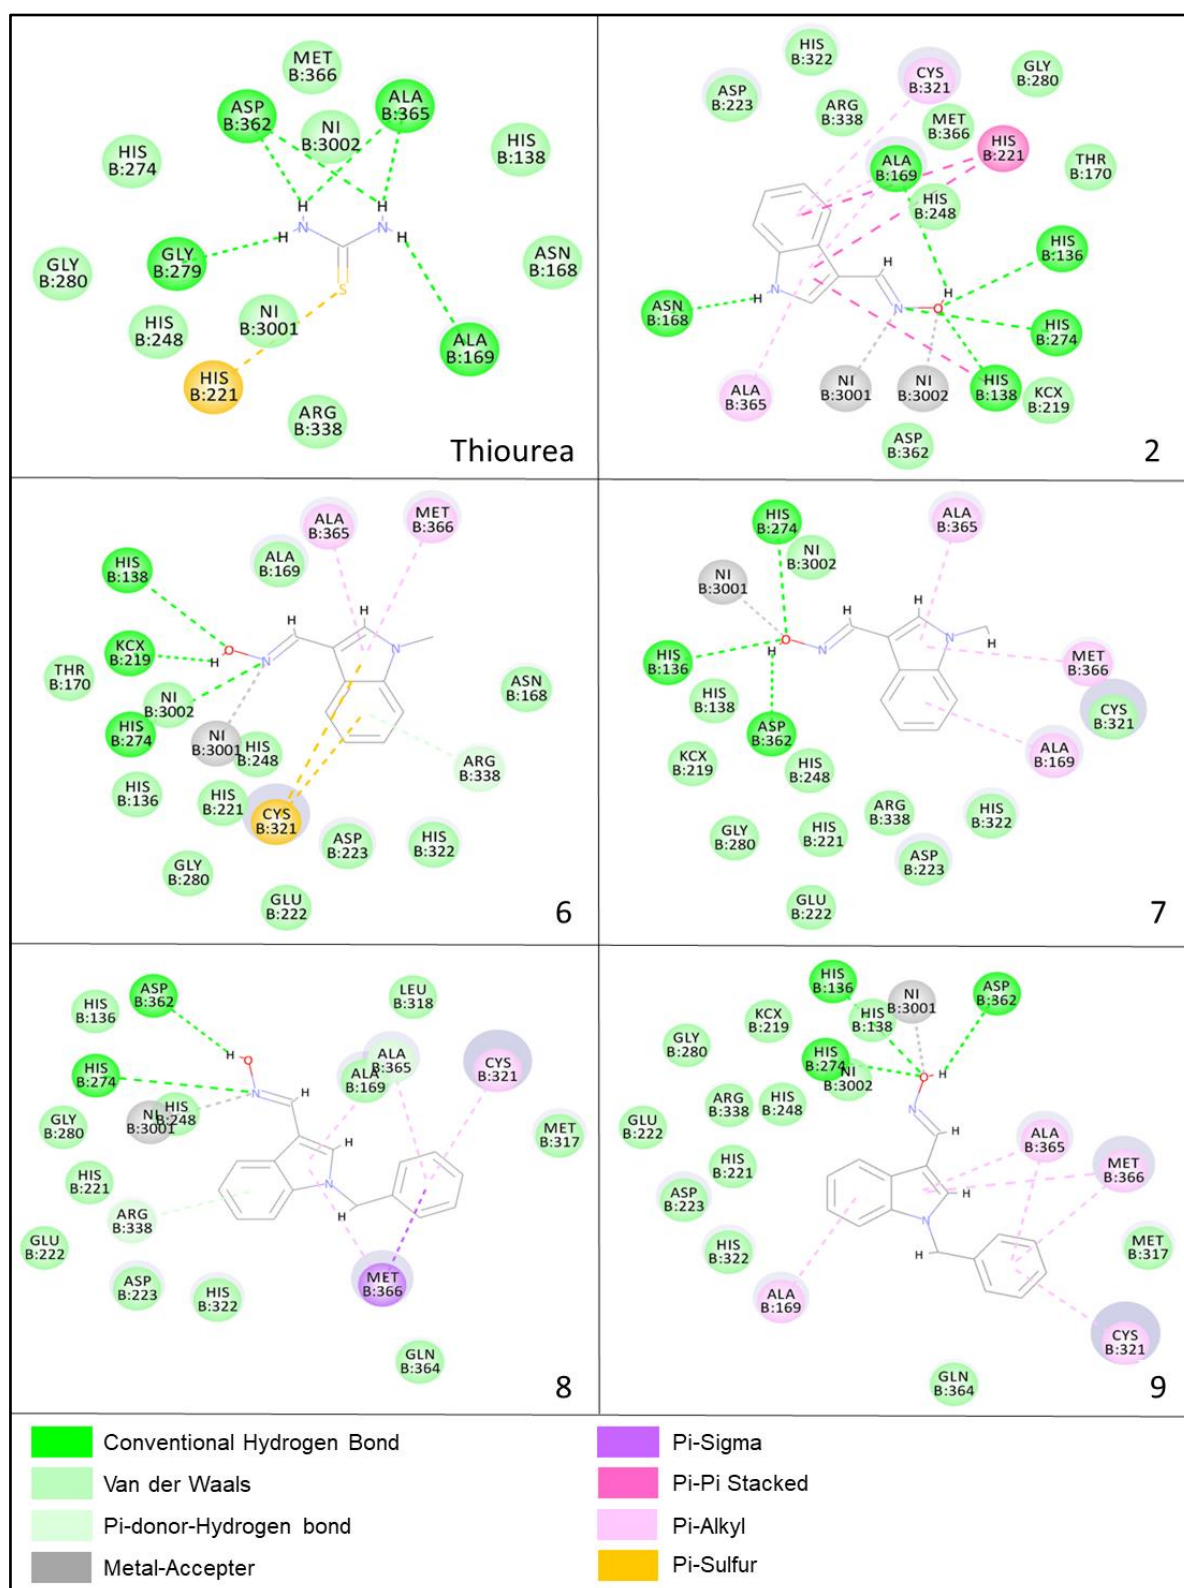 MET
B:366
ASP
B:362
ALA
B:365
NI
B:3002
HIS
B:274
HIS
B:138
H
H
N
N
H
H
GLY
B:279
GLY
B:280
ASN
B:168
S
NI
B:3001
HIS
B:248
ALA
B:169
HIS
B:221
ARG
B:338
Thiourea
HIS
B:322
CYS
B:321
GLY
B:280
ASP
B:223
ARG
B:338
MET
B:366
HIS
B:221
ALA
B:169
THR
B:170
HIS
B:248
HIS
B:136
H
H
N
H
N
O
ASN
B:168
HIS
B:274
ALA
B:365
NI
B:3001
NI
B:3002
HIS
B:138
KCX
B:219
ASP
B:362
2
ALA
B:365
MET
B:366
HIS
B:138
ALA
B:169
H
H
KCX
B:219
O
H
N
N
THR
B:170
NI
B:3002
ASN
B:168
HIS
B:274
NI
B:3001
HIS
B:248
ARG
B:338
HIS
B:136
HIS
B:221
CYS
B:321
ASP
B:223
HIS
B:322
GLY
B:280
GLU
B:222
6
HIS
B:274
ALA
B:365
NI
B:3002
NI
B:3001
H
H
O
H
N
N
H
HIS
B:136
MET
B:366
HIS
B:138
CYS
B:321
ASP
B:362
ALA
B:169
KCX
B:219
HIS
B:248
ARG
B:338
HIS
B:322
GLY
B:280
HIS
B:221
ASP
B:223
GLU
B:222
7
ASP
B:362
LEU
B:318
HIS
B:136
H
O
ALA
B:365
CYS
B:321
HIS
B:274
N
H
ALA
B:169
GLY
B:280
NI
B:3001
HIS
B:248
MET
B:317
H
HIS
B:221
N
ARG
B:338
H
GLU
B:222
MET
B:366
ASP
B:223
HIS
B:322
GLN
B:364
8
HIS
B:136
NI
B:3001
ASP
B:362
KCX
B:219
HIS
B:138
GLY
B:280
HIS
B:274
NI
B:3002
O
H
N
ARG
B:338
HIS
B:248
GLU
B:222
H
ALA
B:365
HIS
B:221
MET
B:366
ASP
B:223
H
N
HIS
B:322
H
MET
B:317
ALA
B:169
CYS
B:321
GLN
B:364
9
Conventional Hydrogen Bond
Van der Waals
Pi-donor-Hydrogen bond
Metal-Accepter
Pi-Sigma
Pi-Pi Stacked
Pi-Alkyl
Pi-Sulfur